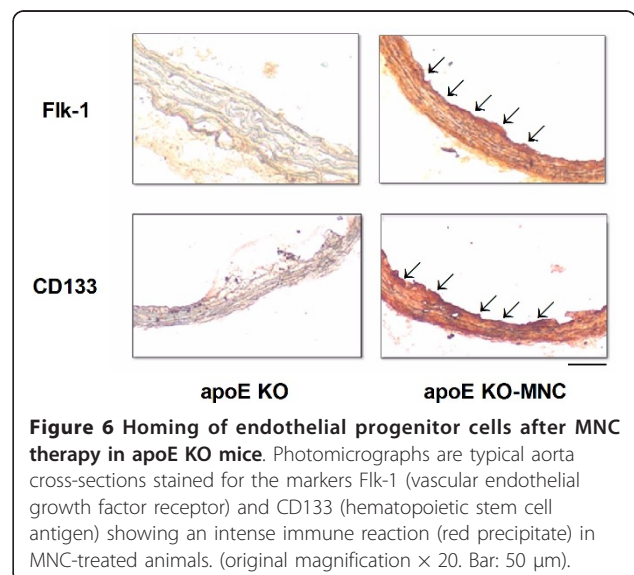 Flk-1
CD133
apoE KO apoE KO-MNC
Figure 6 Homing of endothelial progenitor cells after MNC
therapy in apoE KO mice. Photomicrographs are typical aorta
cross-sections stained for the markers Flk-1 (vascular endothelial
growth factor receptor) and CD133 (hematopoietic stem cell
antigen) showing an intense immune reaction (red precipitate) in
MNC-treated animals. (original magnification × 20. Bar: 50 μm).